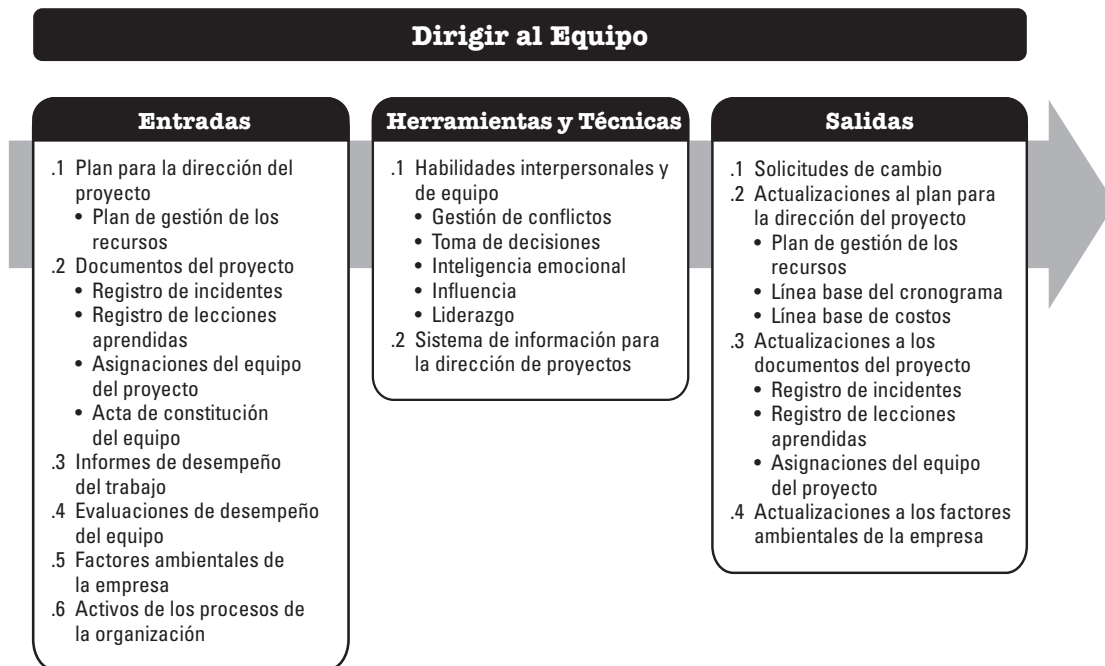 Dirigir al Equipo
Entradas
.1 Plan para la dirección del
proyecto
• Plan de gestión de los
recursos
.2 Documentos del proyecto
• Registro de incidentes
• Registro de lecciones
aprendidas
• Asignaciones del equipo
del proyecto
• Acta de constitución
del equipo
.3 Informes de desempeño
del trabajo
.4 Evaluaciones de desempeño
del equipo
.5 Factores ambientales de
la empresa
.6 Activos de los procesos de
la organización
Herramientas y Técnicas
.1 Habilidades interpersonales y
de equipo
• Gestión de conflictos
• Toma de decisiones
• Inteligencia emocional
• Influencia
• Liderazgo
.2 Sistema de información para
la dirección de proyectos
Salidas
.1 Solicitudes de cambio
.2 Actualizaciones al plan para
la dirección del proyecto
• Plan de gestión de los
recursos
• Línea base del cronograma
• Línea base de costos
.3 Actualizaciones a los
documentos del proyecto
• Registro de incidentes
• Registro de lecciones
aprendidas
• Asignaciones del equipo
del proyecto
.4 Actualizaciones a los factores
ambientales de la empresa